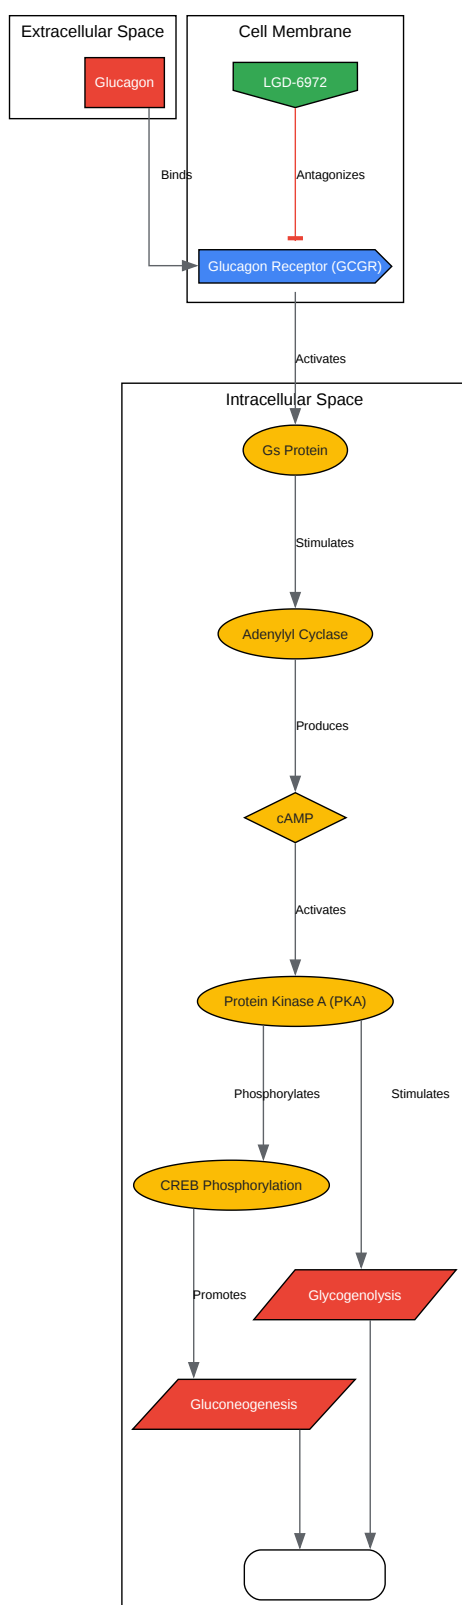 Extracellular Space
Cell Membrane
Glucagon
LGD-6972
Binds
Antagonizes
Glucagon Receptor (GCGR)
Activates
Intracellular Space
Gs Protein
Stimulates
Adenylyl Cyclase
Produces
cAMP
Activates
Protein Kinase A (PKA)
Phosphorylates
Stimulates
CREB Phosphorylation
Promotes
Glycogenolysis
Gluconeogenesis